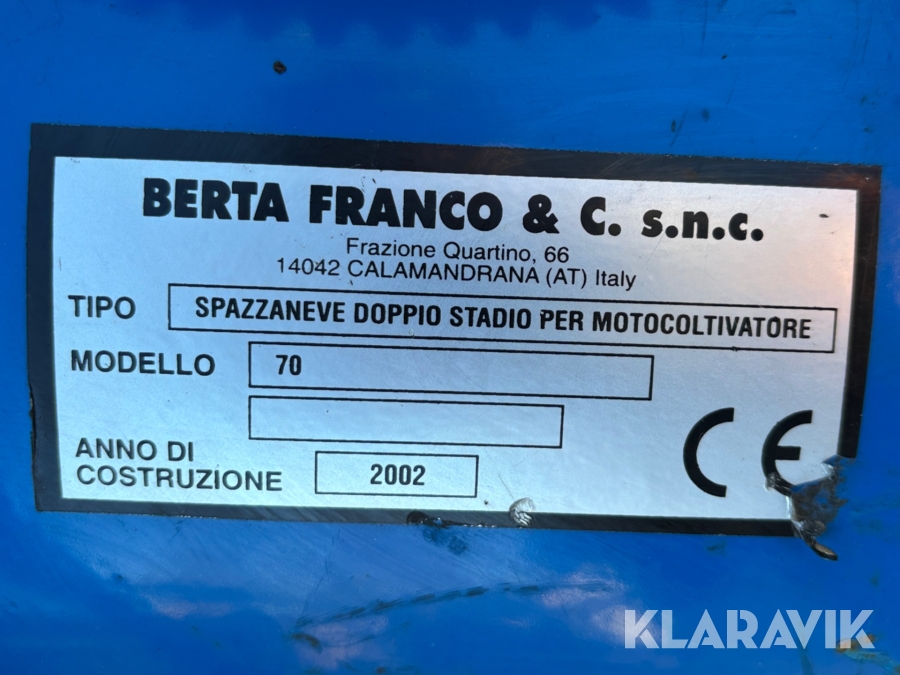 BERTA FRANCO & C. s.n.c.
Frazione Quartino, 66
14042 CALAMANDRANA (AT) Italy
TIPO SPAZZANEVE DOPPIO STADIO PER MOTOCOLTIVATORE
MODELLO 70
ANNO DI
COSTRUZIONE 2002
CE
KLARAVIK